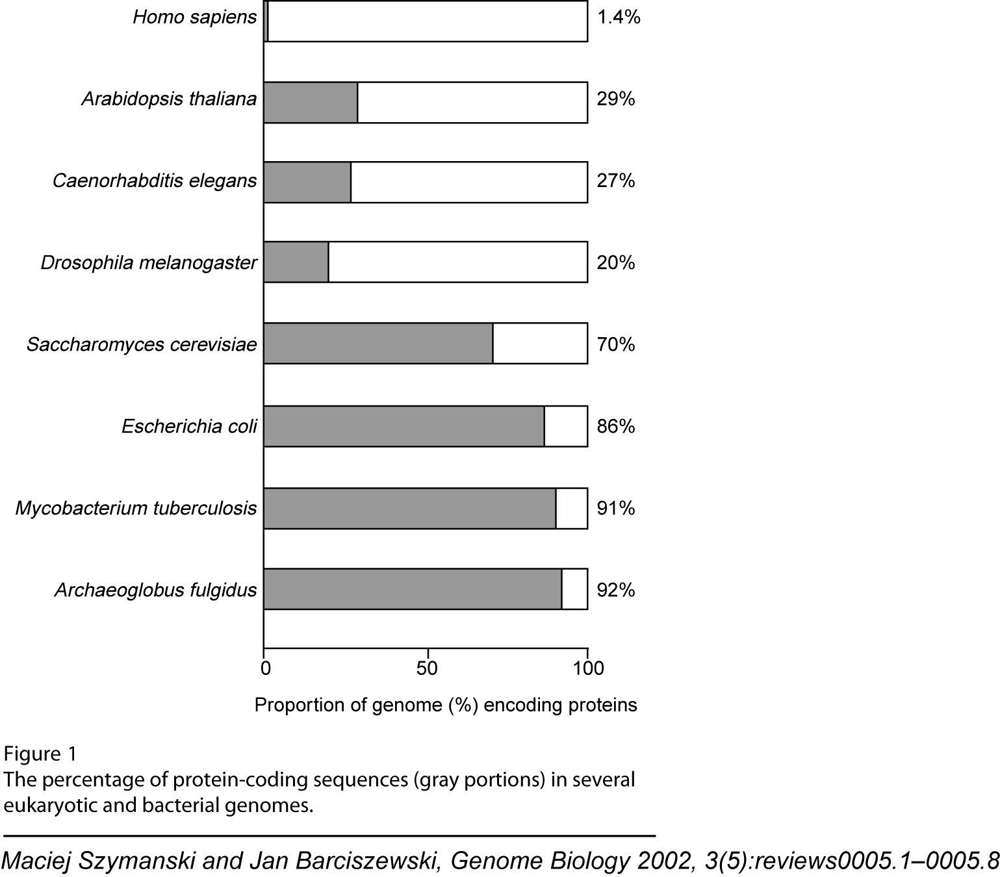 Homo sapiens 1.4%
Arabidopsis thaliana 29%
Caenorhabditis elegans 27%
Drosophila melanogaster 20%
Saccharomyces cerevisiae 70%
Escherichia coli 86%
Mycobacterium tuberculosis 91%
Archaeoglobus fulgidus 92%
0 50 100
Proportion of genome (%) encoding proteins
Figure 1
The percentage of protein-coding sequences (gray portions) in several
eukaryotic and bacterial genomes.
Maciej Szymanski and Jan Barciszewski, Genome Biology 2002, 3(5):reviews0005.1–0005.8